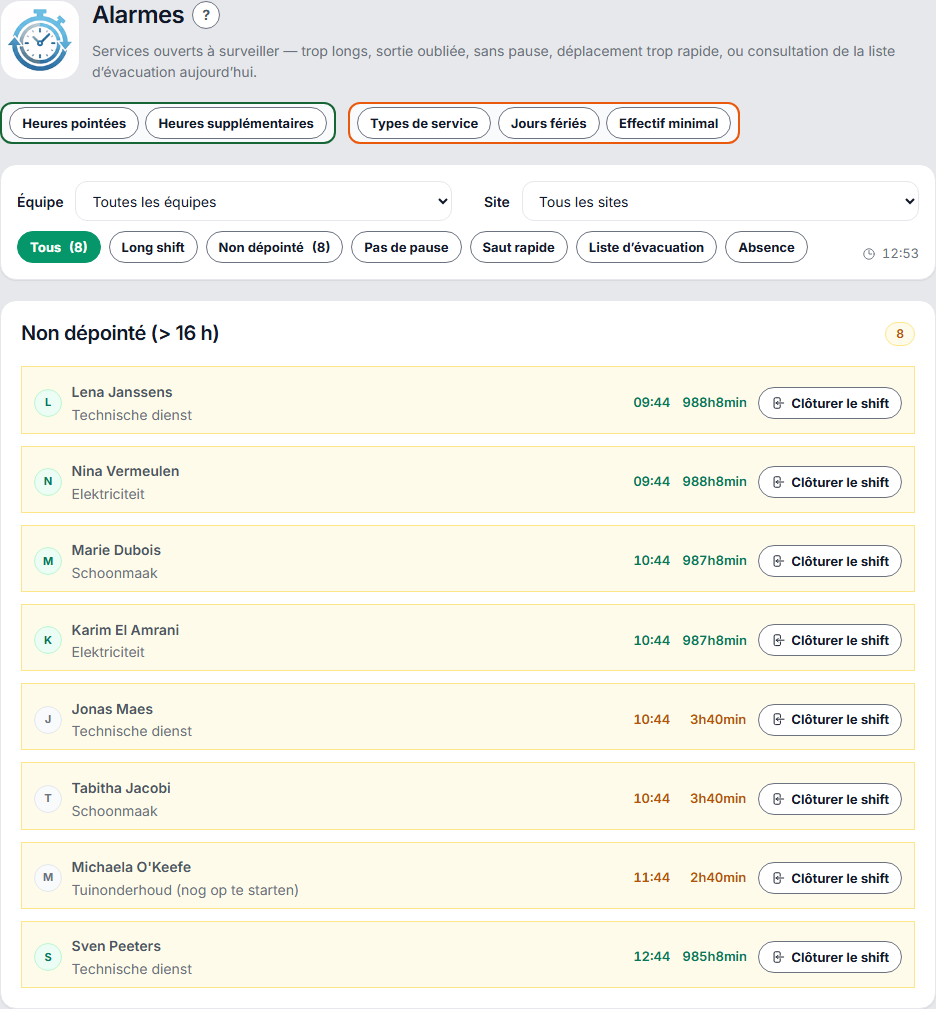 Alarmes ?
Services ouverts à surveiller — trop longs, sortie oubliée, sans pause, déplacement trop rapide, ou consultation de la liste
d’évacuation aujourd’hui.
Heures pointées Heures supplémentaires Types de service Jours fériés Effectif minimal
Équipe Toutes les équipes Site Tous les sites
Tous (8) Long shift Non dépointé (8) Pas de pause Saut rapide Liste d’évacuation Absence 12:53
Non dépointé (> 16 h) 8
L Lena Janssens 09:44 988h8min Clôturer le shift
Technische dienst
N Nina Vermeulen 09:44 988h8min Clôturer le shift
Elektriciteit
M Marie Dubois 10:44 987h8min Clôturer le shift
Schoonmaak
K Karim El Amrani 10:44 987h8min Clôturer le shift
Elektriciteit
J Jonas Maes 10:44 3h40min Clôturer le shift
Technische dienst
T Tabitha Jacobi 10:44 3h40min Clôturer le shift
Schoonmaak
M Michaela O'Keefe 11:44 2h40min Clôturer le shift
Tuinonderhoud (nog op te starten)
S Sven Peeters 12:44 985h8min Clôturer le shift
Technische dienst